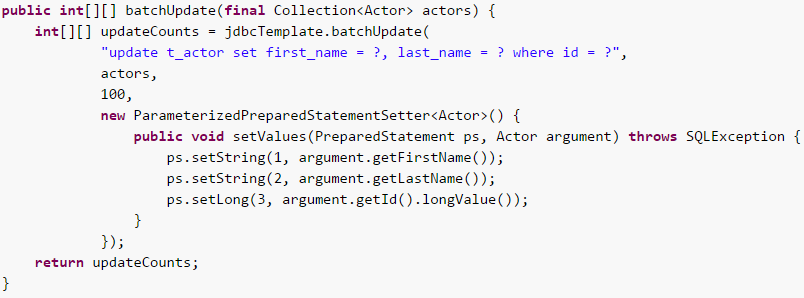 public int[][] batchUpdate(final Collection<Actor> actors) {
    int[][] updateCounts = jdbcTemplate.batchUpdate(
            "update t_actor set first_name = ?, last_name = ? where id = ?",
            actors,
            100,
            new ParameterizedPreparedStatementSetter<Actor>() {
                public void setValues(PreparedStatement ps, Actor argument) throws SQLException {
                    ps.setString(1, argument.getFirstName());
                    ps.setString(2, argument.getLastName());
                    ps.setLong(3, argument.getId().longValue());
                }
            });
    return updateCounts;
}